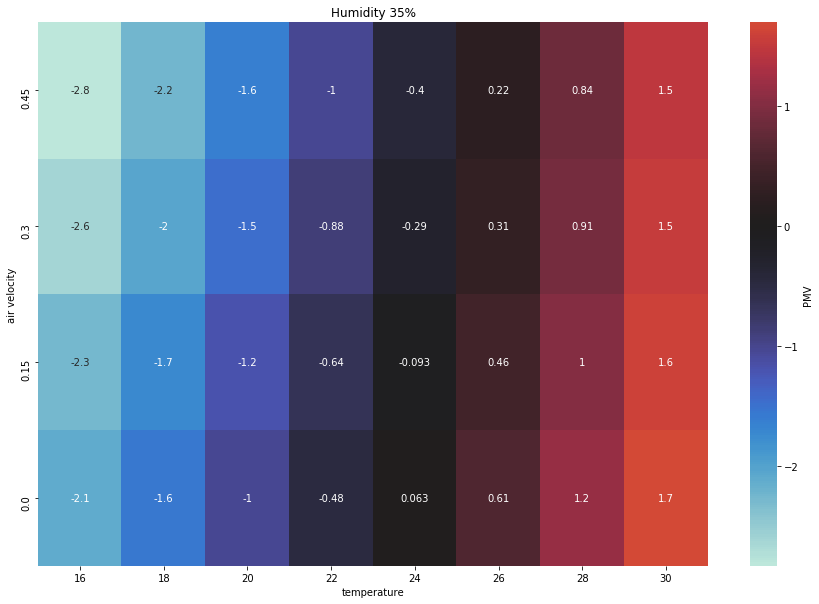 Humidity 35%
0.45 -2.8 -2.2 -1.6 -1 -0.4 0.22 0.84 1.5
0.3 -2.6 -2 -1.5 -0.88 -0.29 0.31 0.91 1.5
0.15 -2.3 -1.7 -1.2 -0.64 -0.093 0.46 1 1.6
0.0 -2.1 -1.6 -1 -0.48 0.063 0.61 1.2 1.7
16 18 20 22 24 26 28 30
temperature
air velocity
1
0
−1
−2
PMV